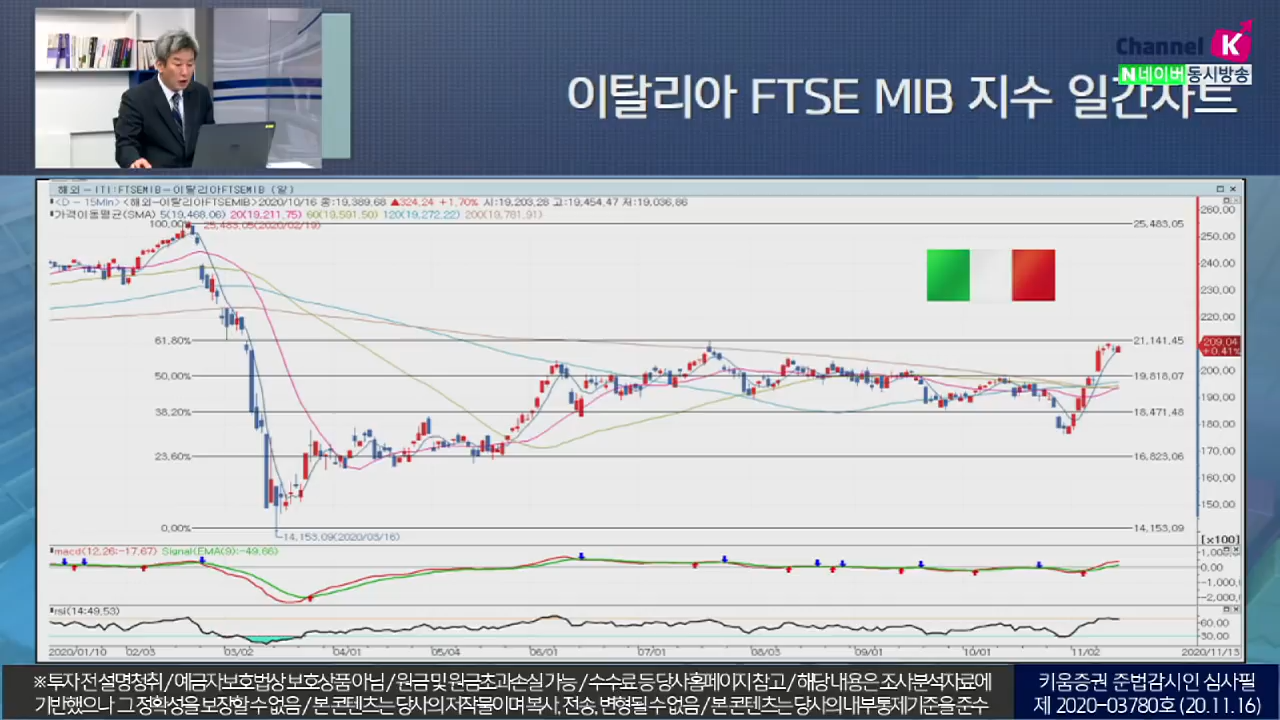 Channel K
N 네이버 동시방송
이탈리아 FTSE MIB 지수 일간차트
해외 - ITI:FTSEMIB-이탈리아FTSEMIB (일)
<D - 15Min> <해외-이탈리아FTSEMIB>2020/10/16 종:19,389.68 ▲324.24 +1.70% 시:19,203.28 고:19,454.47 저:19,036.86
가격이동평균(SMA) 5(19,468.06) 20(19,211.75) 60(19,591.50) 120(19,272.22) 200(19,781.91)
100.00% 25,483.05(2020/02/19) 25,483.05
61.80% 21,141.45
50.00% 19,818.07
38.20% 18,471.48
23.60% 16,823.06
0.00% 14,153.09
14,153.09(2020/03/16)
260.00
250.00
240.00
230.00
220.00
209.04
+0.41%
200.00
190.00
180.00
170.00
160.00
150.00
[×100]
macd(12,26:-17.67) Signal(EMA(9):-49.66)
1,000.
0.00
-1,000.
-2,000.
rsi(14:49.53)
60.00
30.00
2020/01/10 02/03 03/02 04/01 05/04 06/01 07/01 08/03 09/01 10/01 11/02 2020/11/13
※ 투자 전 설명청취 / 예금자보호법상 보호상품 아님 / 원금 및 원금초과손실 가능 / 수수료 등 당사홈페이지 참고 / 해당 내용은 조사분석자료에
기반했으나 그 정확성을 보장할 수 없음 / 본 콘텐츠는 당사의 저작물이며 복사, 전송, 변형될 수 없음 / 본 콘텐츠는 당사의 내부통제기준을 준수
키움증권 준법감시인 심사필
제 2020-03780호 (20.11.16)